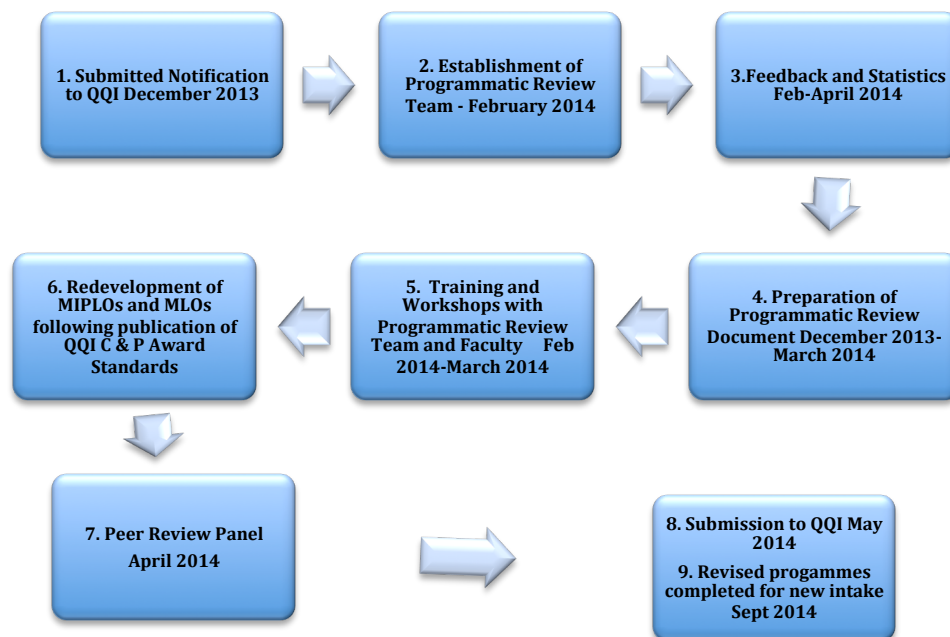 1. Submitted Notification
to QQI December 2013
2. Establishment of
Programmatic Review
Team - February 2014
3.Feedback and Statistics
Feb-April 2014
4. Preparation of
Programmatic Review
Document December 2013-
March 2014
5. Training and
Workshops with
Programmatic Review
Team and Faculty Feb
2014-March 2014
6. Redevelopment of
MIPLOs and MLOs
following publication of
QQI C & P Award
Standards
7. Peer Review Panel
April 2014
8. Submission to QQI May
2014
9. Revised progammes
completed for new intake
Sept 2014